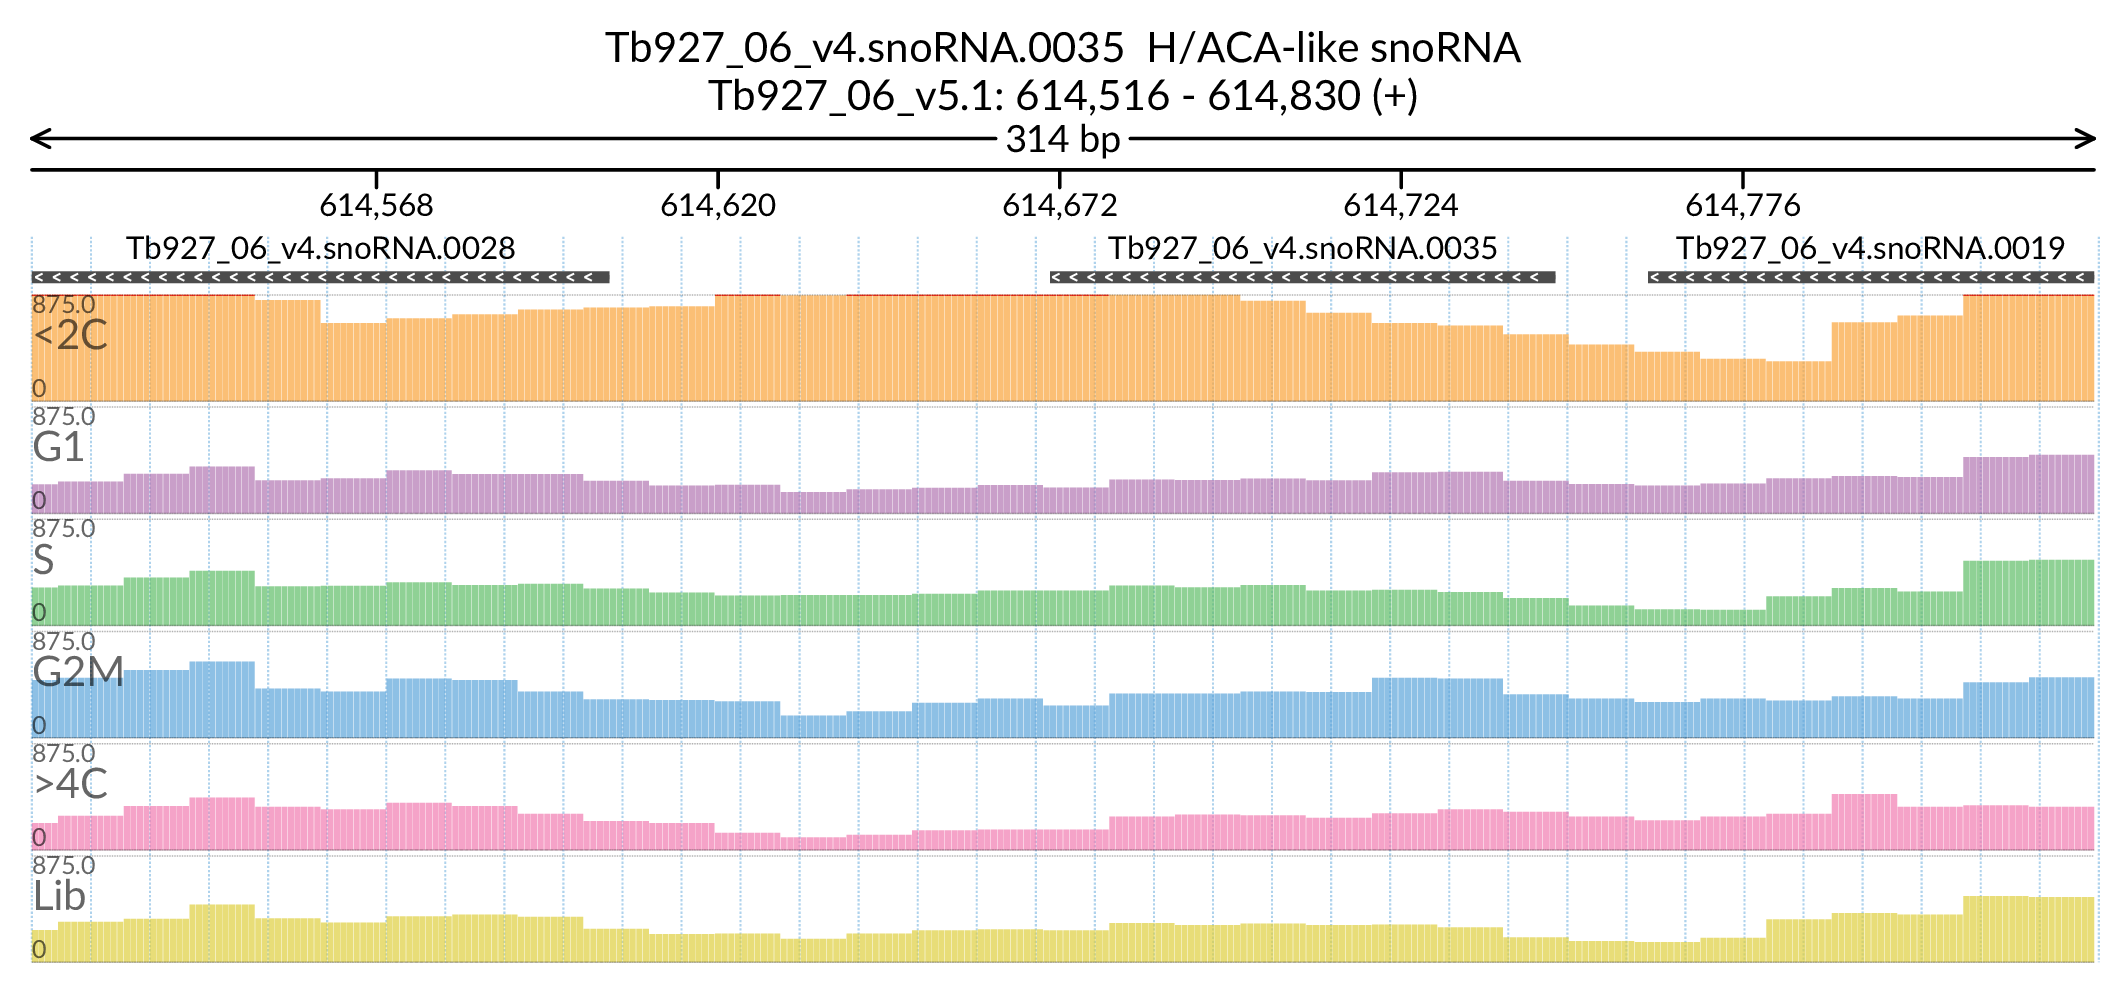 Tb927_06_v4.snoRNA.0035 H/ACA-like snoRNA
Tb927_06_v5.1: 614,516 - 614,830 (+)
314 bp
614,568 614,620 614,672 614,724 614,776
Tb927_06_v4.snoRNA.0028 Tb927_06_v4.snoRNA.0035 Tb927_06_v4.snoRNA.0019
875.0
<2C
0
875.0
G1
0
875.0
S
0
875.0
G2M
0
875.0
>4C
0
875.0
Lib
0